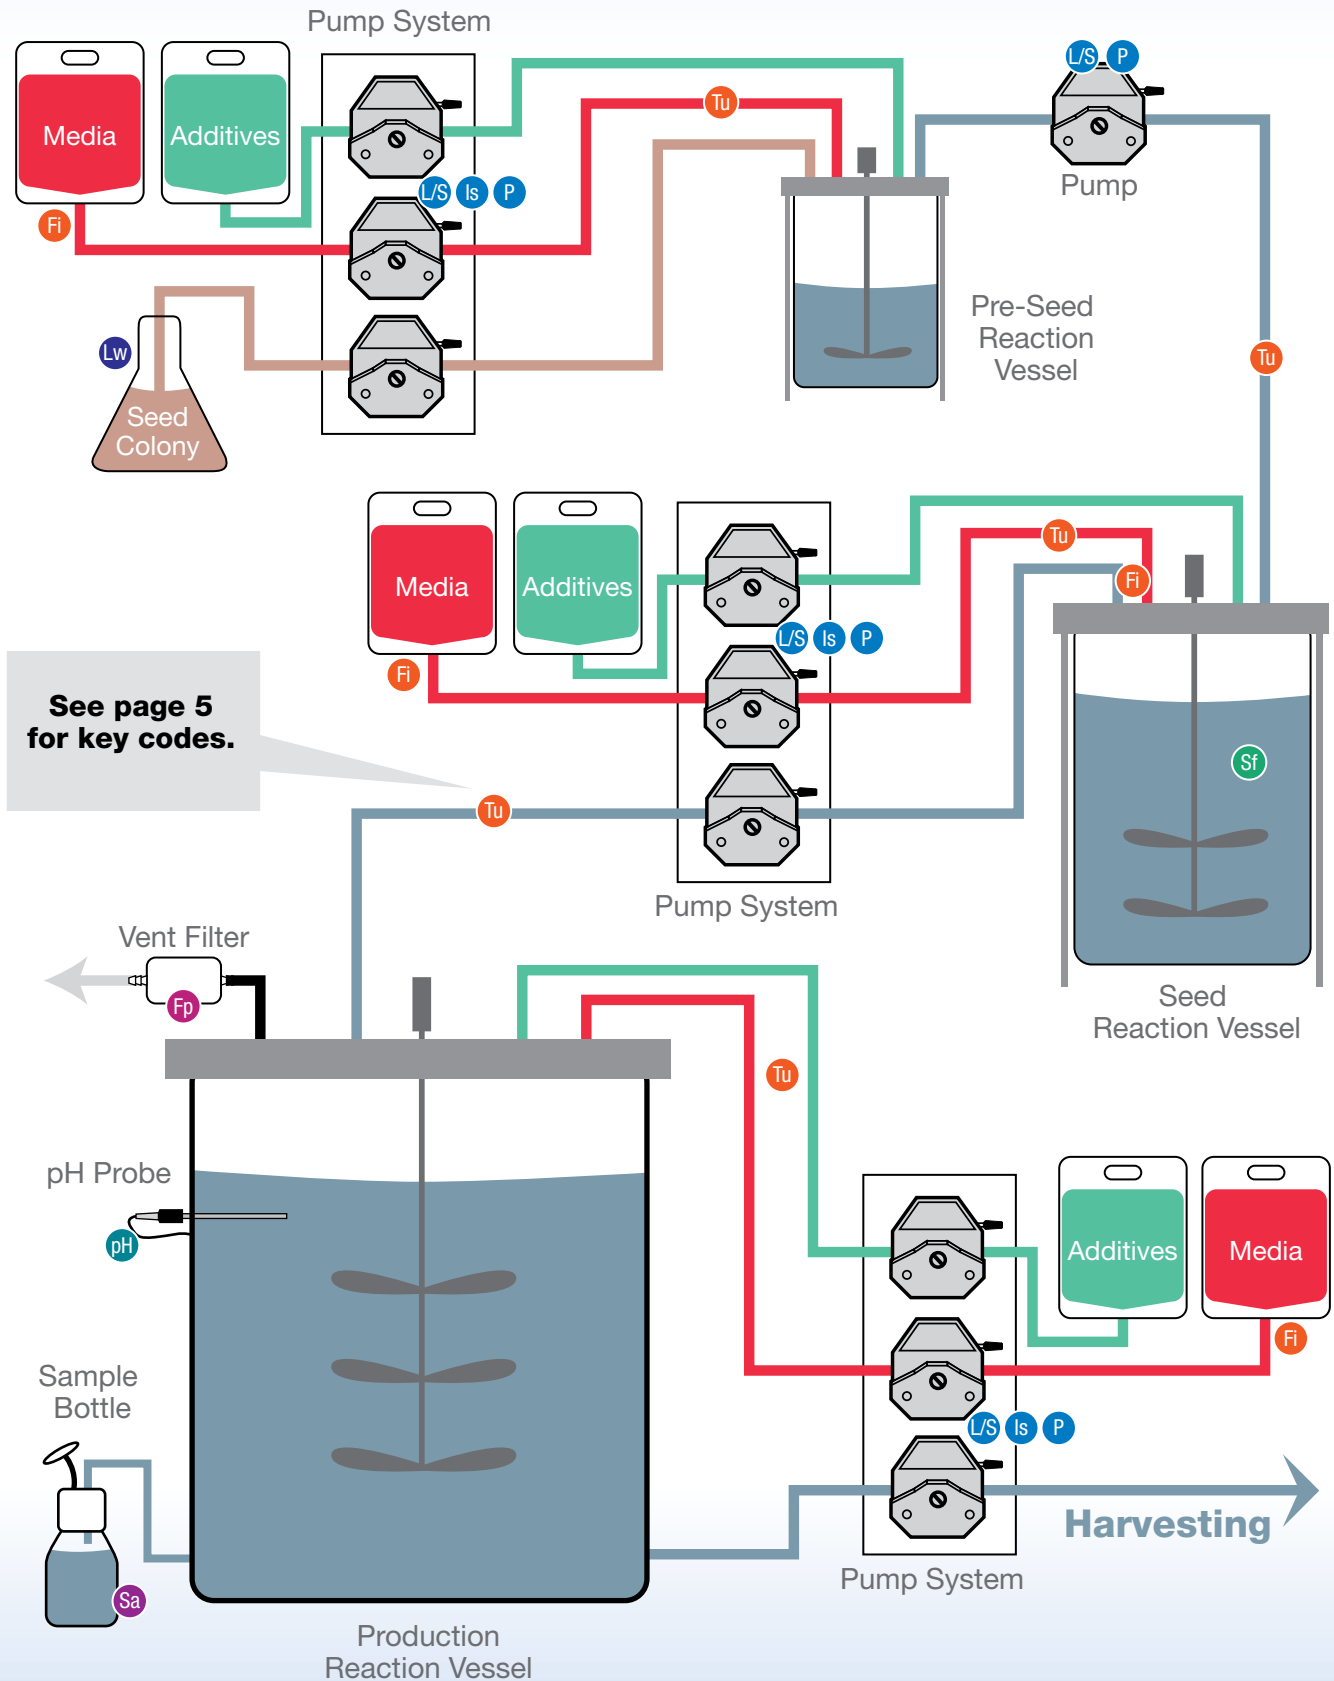 Pump System
Media
Additives
L/S
P
Tu
Pump
L/S
Is
P
Fi
Lw
Seed
Colony
Pre-Seed
Reaction
Vessel
Tu
Media
Additives
Tu
Fi
L/S
Is
P
Fi
See page 5
for key codes.
Tu
Sf
Pump System
Vent Filter
Fp
Seed
Reaction Vessel
Tu
pH Probe
pH
Additives
Media
Fi
Sample
Bottle
L/S
Is
P
Harvesting
Sa
Pump System
Production
Reaction Vessel